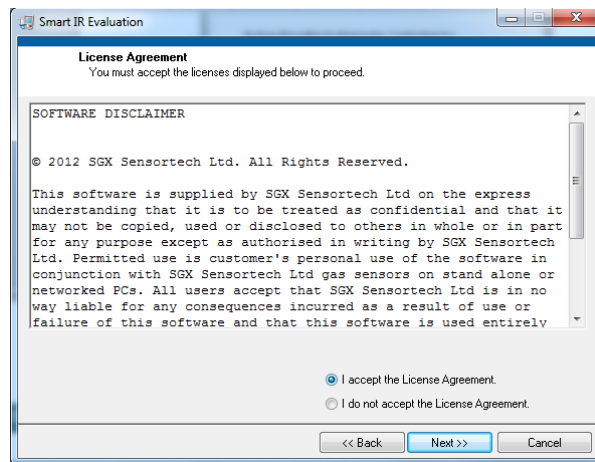 Smart IR Evaluation
License Agreement
You must accept the licenses displayed below to proceed.
SOFTWARE DISCLAIMER
© 2012 SGX Sensortech Ltd. All Rights Reserved.
This software is supplied by SGX Sensortech Ltd on the express
understanding that it is to be treated as confidential and that it
may not be copied, used or disclosed to others in whole or in part
for any purpose except as authorised in writing by SGX Sensortech
Ltd. Permitted use is customer's personal use of the software in
conjunction with SGX Sensortech Ltd gas sensors on stand alone or
networked PCs. All users accept that SGX Sensortech Ltd is in no
way liable for any consequences incurred as a result of use or
failure of this software and that this software is used entirely
I accept the License Agreement.
I do not accept the License Agreement.
<< Back Next >> Cancel